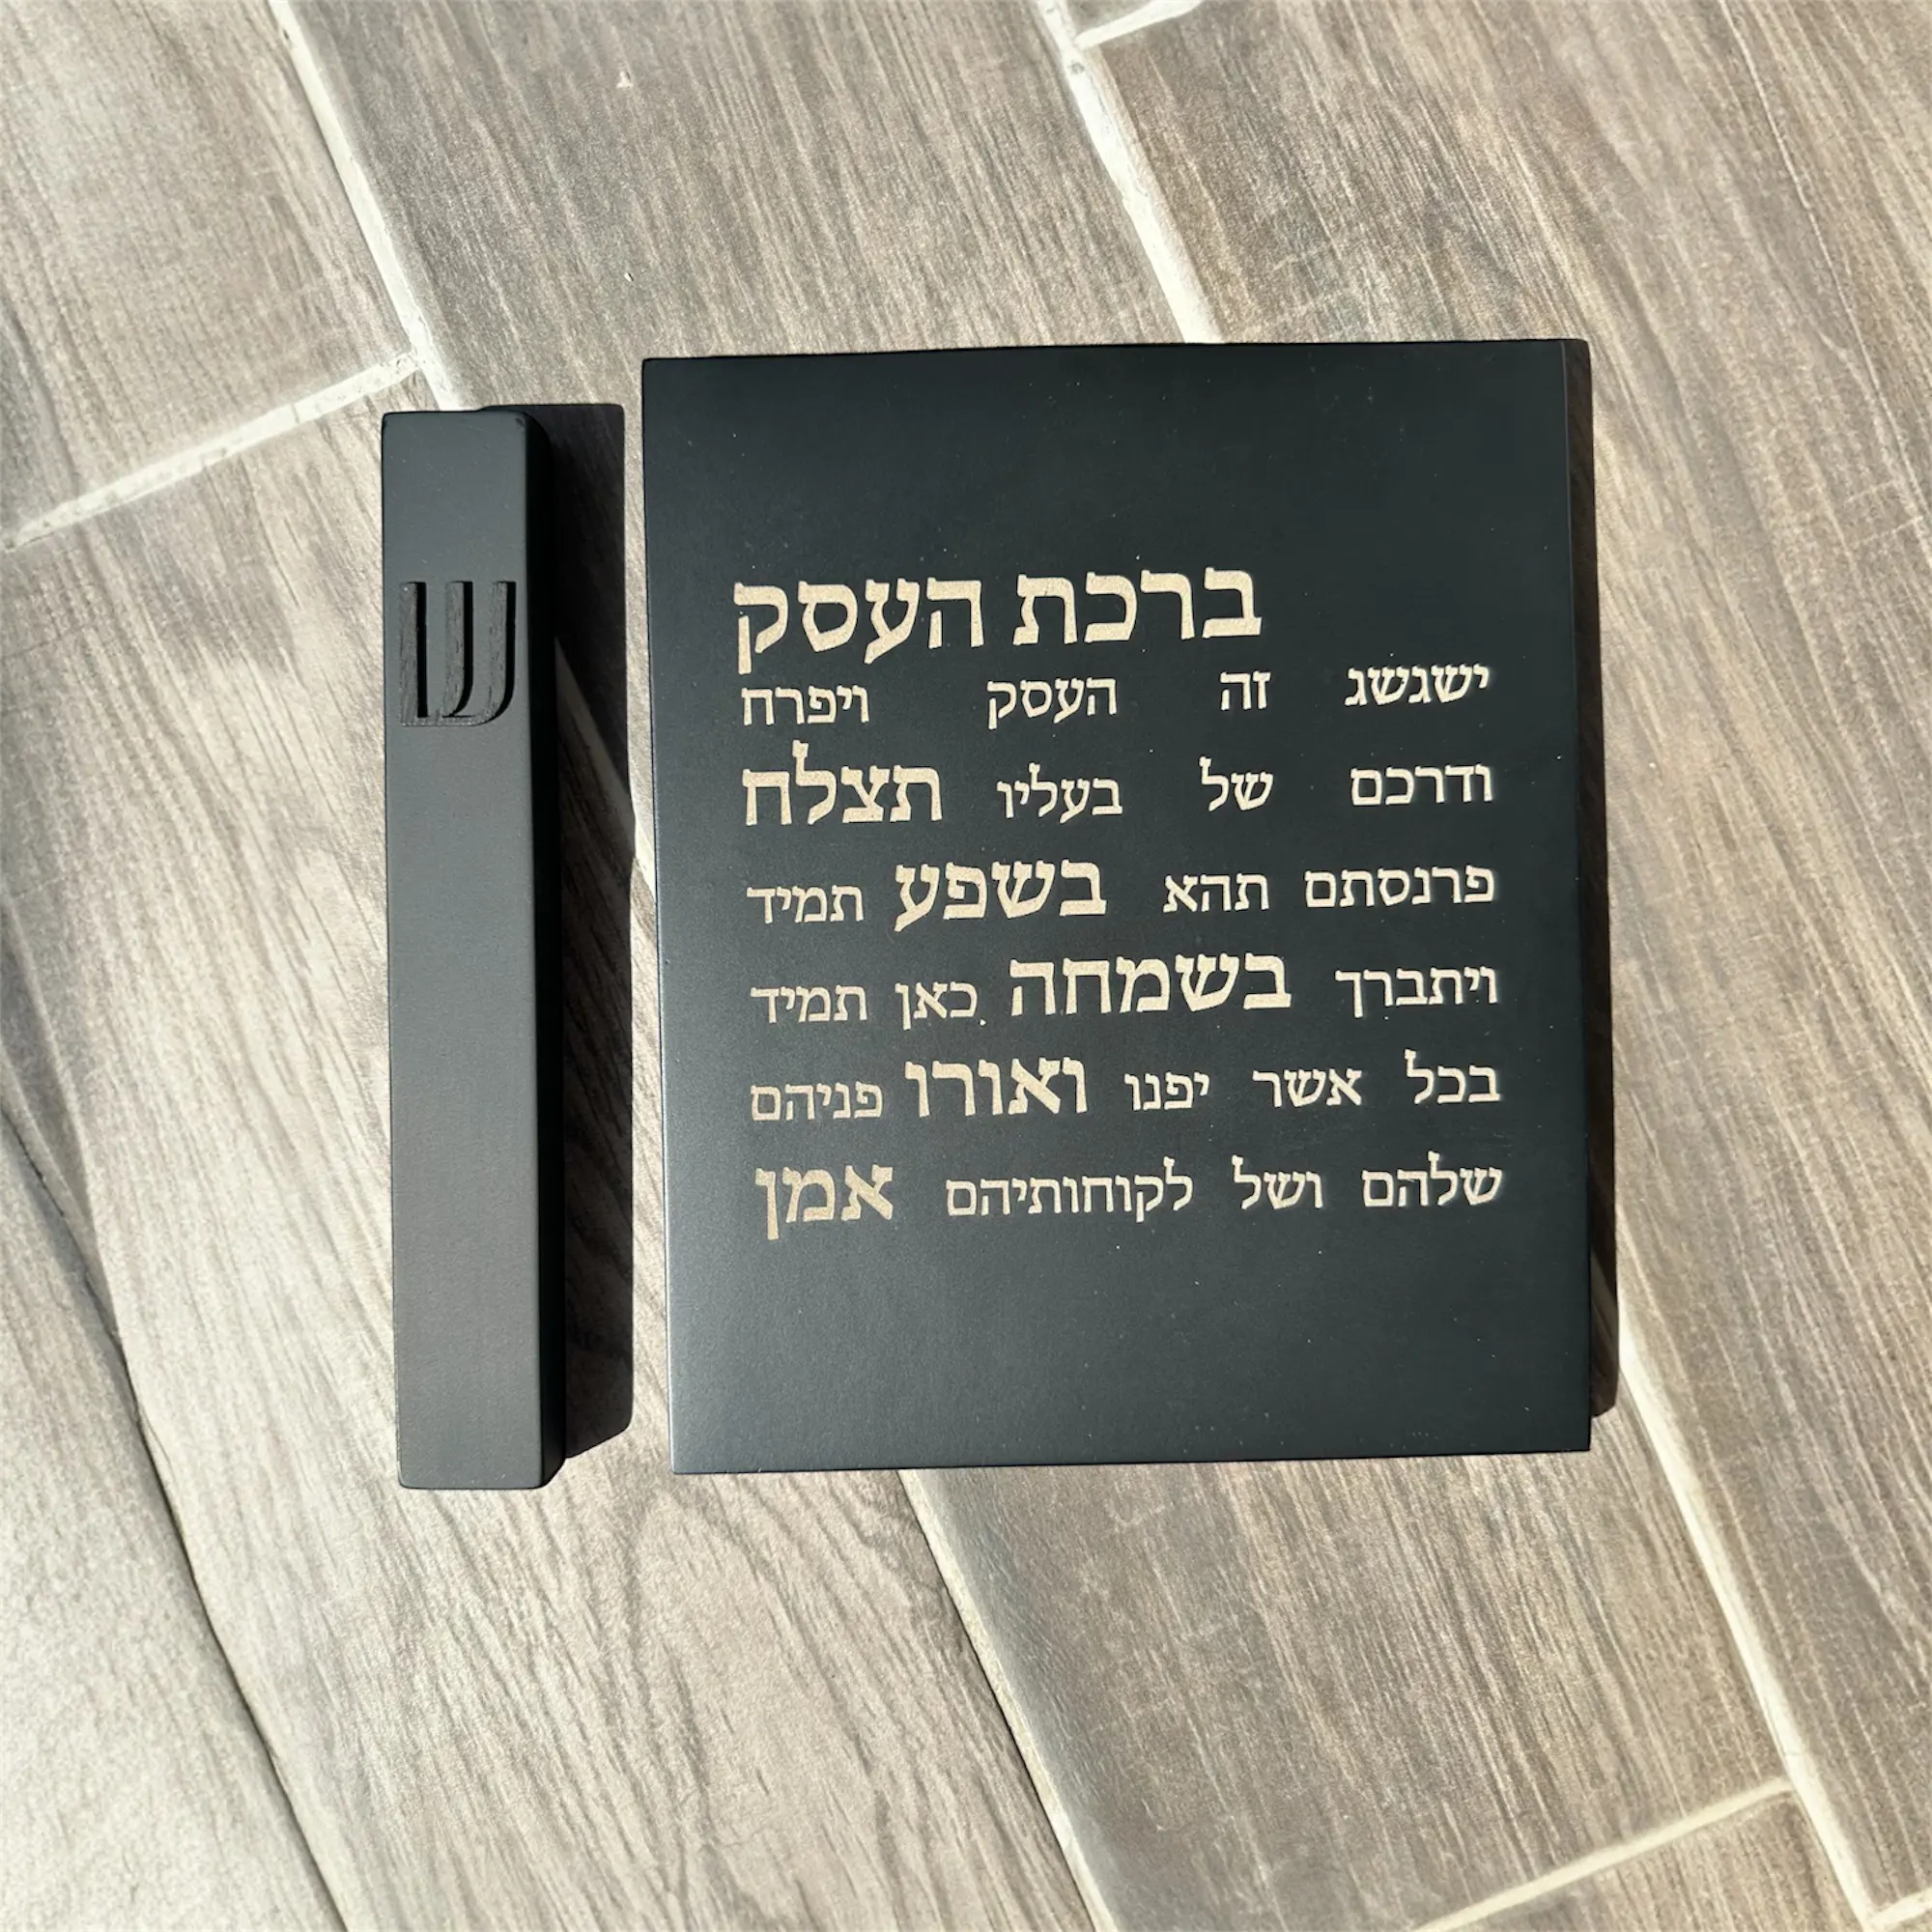 ש
ברכת העסק
ישגשג זה העסק ויפרח
ודרכם של בעליו תצלח
פרנסתם תהא בשפע תמיד
ויתברך בשמחה כאן תמיד
בכל אשר יפנו ואורו פניהם
שלהם ושל לקוחותיהם אמן